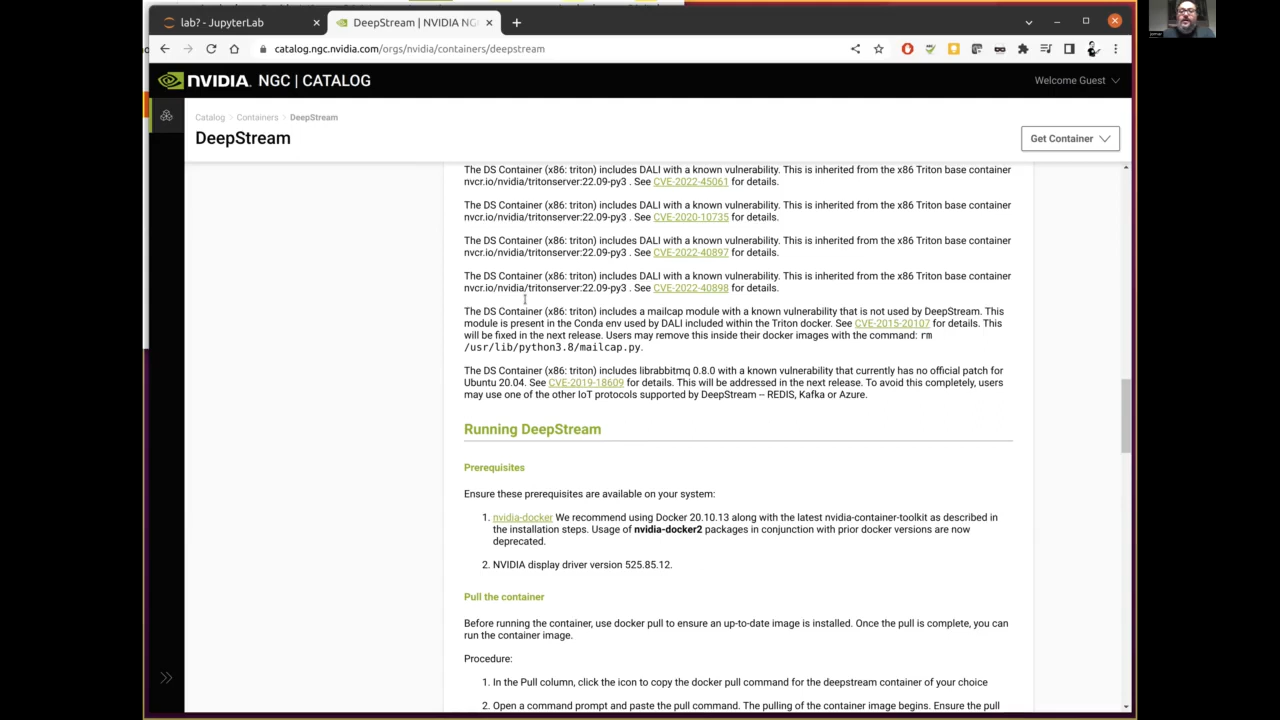 lab? - JupyterLab
DeepStream | NVIDIA NG
catalog.ngc.nvidia.com/orgs/nvidia/containers/deepstream
NVIDIA. NGC | CATALOG
Welcome Guest
Catalog > Containers > DeepStream
DeepStream
Get Container
The DS Container (x86: triton) includes DALI with a known vulnerability. This is inherited from the x86 Triton base container
nvcr.io/nvidia/tritonserver:22.09-py3 . See CVE-2022-45061 for details.
The DS Container (x86: triton) includes DALI with a known vulnerability. This is inherited from the x86 Triton base container
nvcr.io/nvidia/tritonserver:22.09-py3 . See CVE-2020-10735 for details.
The DS Container (x86: triton) includes DALI with a known vulnerability. This is inherited from the x86 Triton base container
nvcr.io/nvidia/tritonserver:22.09-py3 . See CVE-2022-40897 for details.
The DS Container (x86: triton) includes DALI with a known vulnerability. This is inherited from the x86 Triton base container
nvcr.io/nvidia/tritonserver:22.09-py3 . See CVE-2022-40898 for details.
The DS Container (x86: triton) includes a mailcap module with a known vulnerability that is not used by DeepStream. This
module is present in the Conda env used by DALI included within the Triton docker. See CVE-2015-20107 for details. This
will be fixed in the next release. Users may remove this inside their docker images with the command: rm
/usr/lib/python3.8/mailcap.py.
The DS Container (x86: triton) includes librabbitmq 0.8.0 with a known vulnerability that currently has no official patch for
Ubuntu 20.04. See CVE-2019-18609 for details. This will be addressed in the next release. To avoid this completely, users
may use one of the other IoT protocols supported by DeepStream – REDIS, Kafka or Azure.
Running DeepStream
Prerequisites
Ensure these prerequisites are available on your system:
1. nvidia-docker We recommend using Docker 20.10.13 along with the latest nvidia-container-toolkit as described in
the installation steps. Usage of nvidia-docker2 packages in conjunction with prior docker versions are now
deprecated.
2. NVIDIA display driver version 525.85.12.
Pull the container
Before running the container, use docker pull to ensure an up-to-date image is installed. Once the pull is complete, you can
run the container image.
Procedure:
1. In the Pull column, click the icon to copy the docker pull command for the deepstream container of your choice
2. Open a command prompt and paste the pull command. The pulling of the container image begins. Ensure the pull